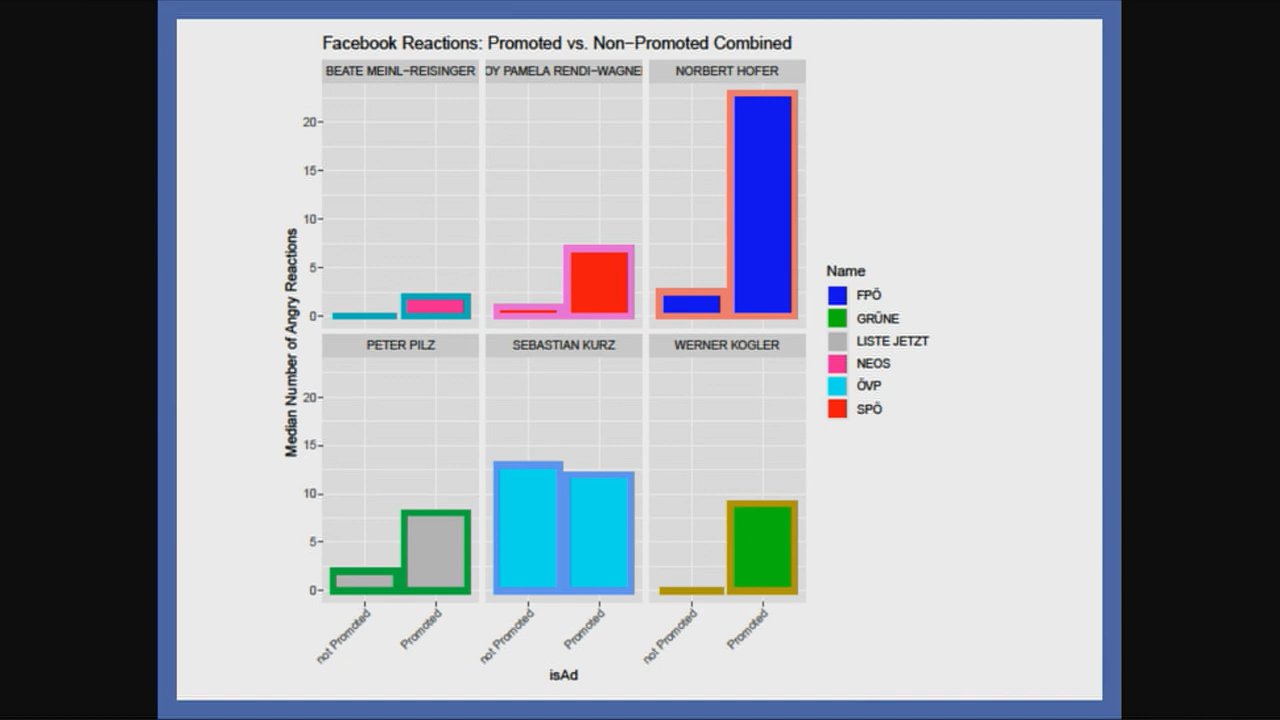 Facebook Reactions: Promoted vs. Non−Promoted Combined
BEATE MEINL−REISINGER
OY PAMELA RENDI−WAGNE
NORBERT HOFER
20
15
10
5
0
PETER PILZ
SEBASTIAN KURZ
WERNER KOGLER
20
15
10
5
0
Median Number of Angry Reactions
not Promoted
Promoted
not Promoted
Promoted
not Promoted
Promoted
isAd
Name
FPÖ
GRÜNE
LISTE JETZT
NEOS
ÖVP
SPÖ